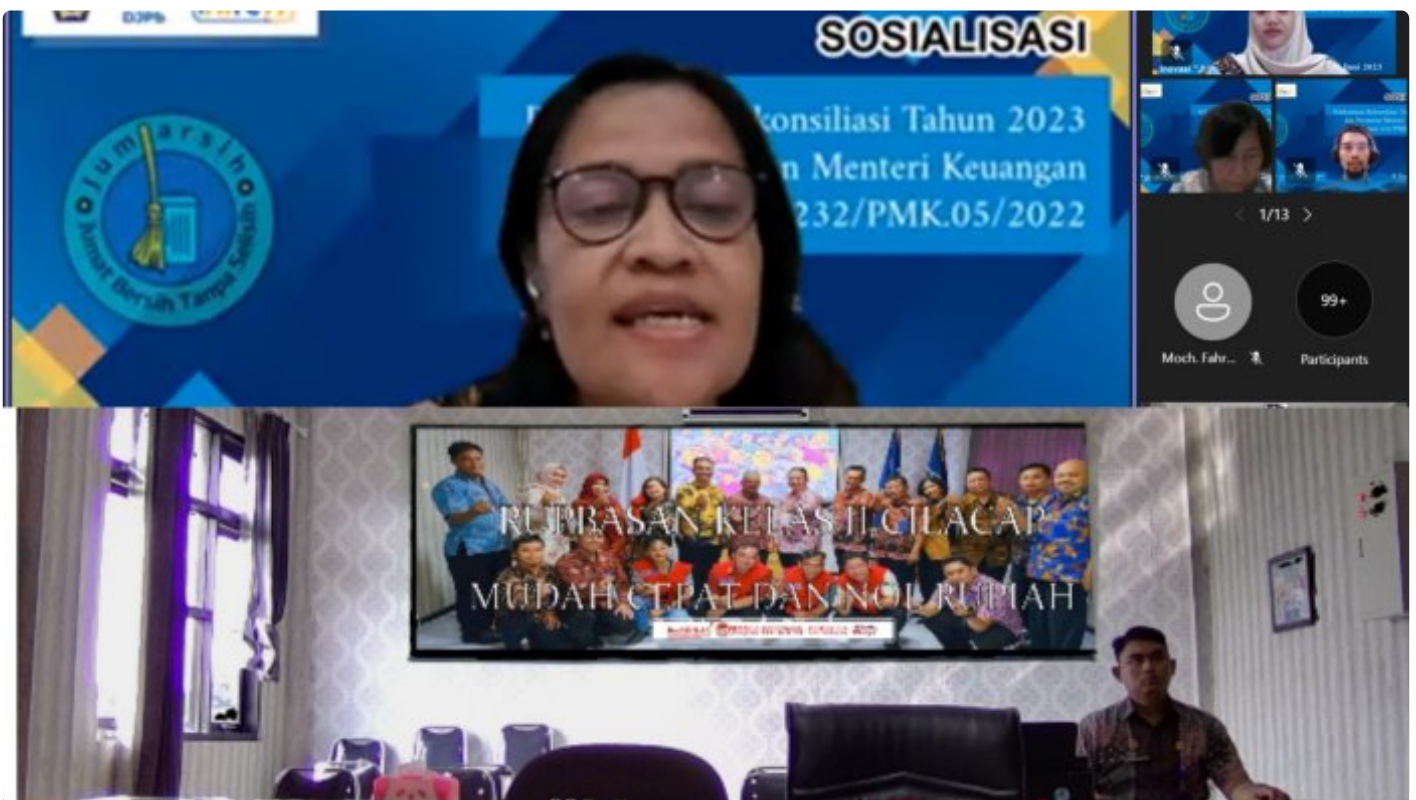 DJPb
SOSIALISASI
konsiliasi Tahun 2023
n Menteri Keuangan
232/PMK.05/2022
Jumarsih
Jumat Bersih Tanpa Selisih
1/13
99+
Moch. Fahr...
Participants
RUPBASAN KELAS II CILACAP
MUDAH CEPAT DAN NOL RUPIAH